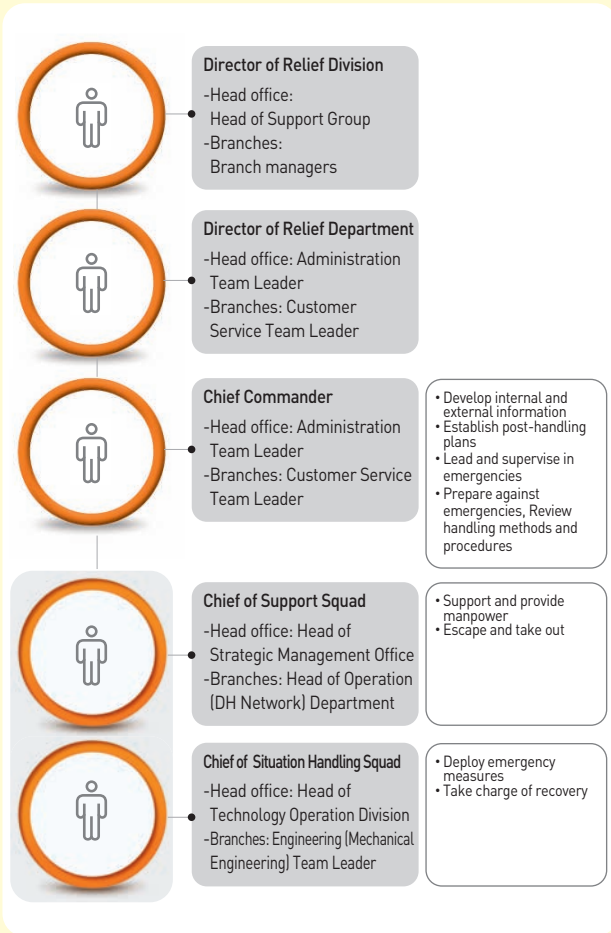 Director of Relief Division
-Head office:
Head of Support Group
-Branches:
Branch managers
Director of Relief Department
-Head office: Administration
Team Leader
-Branches: Customer
Service Team Leader
Chief Commander
-Head office: Administration
Team Leader
-Branches: Customer Service
Team Leader
• Develop internal and
external information
• Establish post-handling
plans
• Lead and supervise in
emergencies
• Prepare against
emergencies, Review
handling methods and
procedures
Chief of Support Squad
-Head office: Head of
Strategic Management Office
-Branches: Head of Operation
(DH Network) Department
• Support and provide
manpower
• Escape and take out
Chief of Situation Handling Squad
-Head office: Head of
Technology Operation Division
-Branches: Engineering (Mechanical
Engineering) Team Leader
• Deploy emergency
measures
• Take charge of recovery